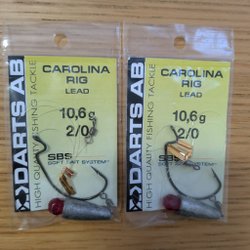 DARTS AB
HIGH QUALITY FISHING TACKLE
CAROLINA
RIG
LEAD
10,6g
2/0
SBS
SOFT BAIT SYSTEM
DARTS AB
HIGH QUALITY FISHING TACKLE
CAROLINA
RIG
LEAD
10,6g
2/0
SBS
SOFT BAIT SYSTEM